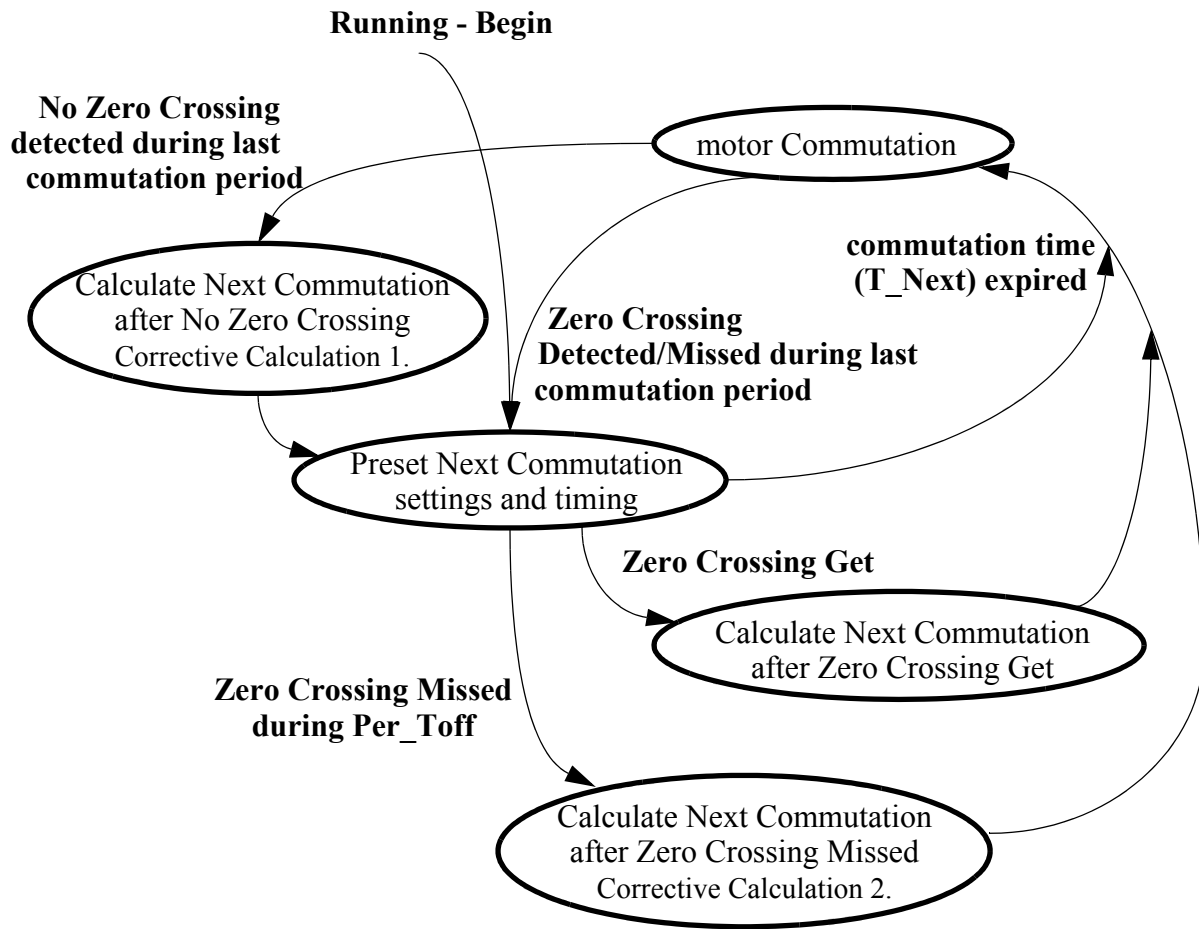 Running - Begin
No Zero Crossing
detected during last
commutation period
motor Commutation
commutation time
(T_Next) expired
Calculate Next Commutation
after No Zero Crossing
Corrective Calculation 1.
Zero Crossing
Detected/Missed during last
commutation period
Preset Next Commutation
settings and timing
Zero Crossing Get
Calculate Next Commutation
after Zero Crossing Get
Zero Crossing Missed
during Per_Toff
Calculate Next Commutation
after Zero Crossing Missed
Corrective Calculation 2.